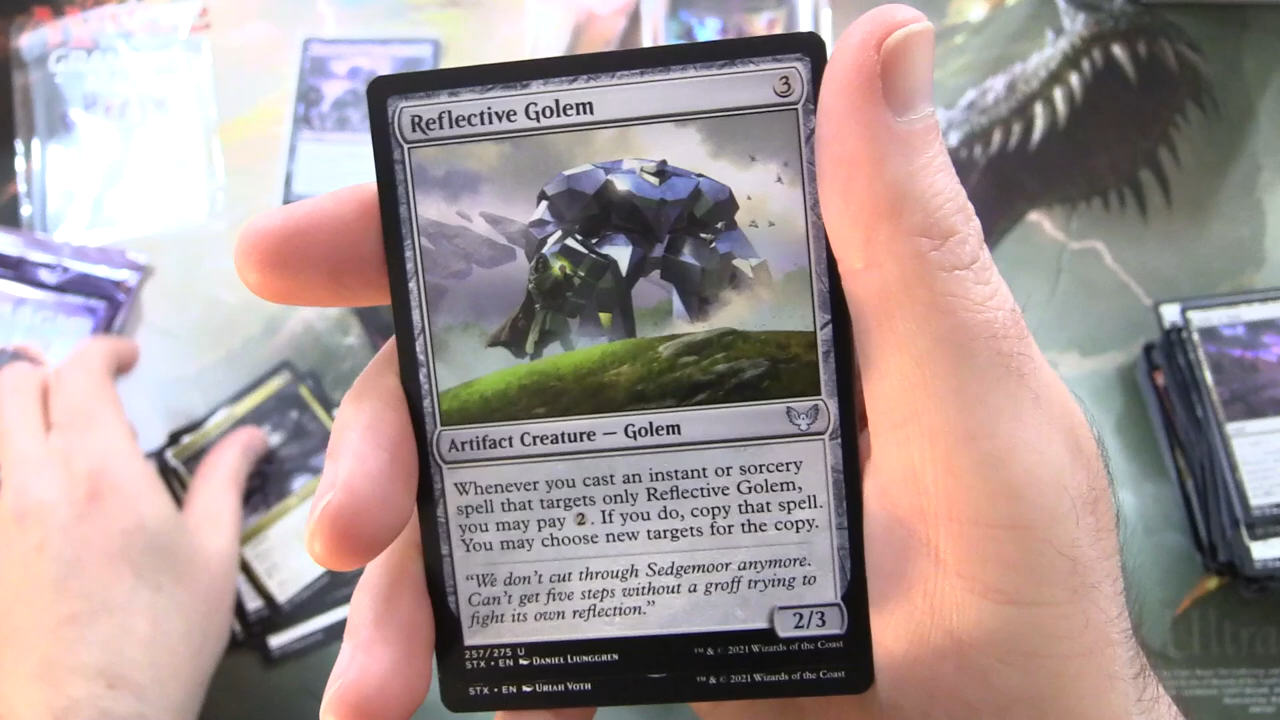 Reflective Golem
3
Artifact Creature — Golem
Whenever you cast an instant or sorcery
spell that targets only Reflective Golem,
you may pay 2. If you do, copy that spell.
You may choose new targets for the copy.
“We don’t cut through Sedgemoor anymore.
Can’t get five steps without a groff trying to
fight its own reflection.”
2/3
257/275 U
STX • EN DANIEL LJUNGGREN
™ & © 2021 Wizards of the Coast
STX • EN URIAH VOTH
™ & © 2021 Wizards of the Coast